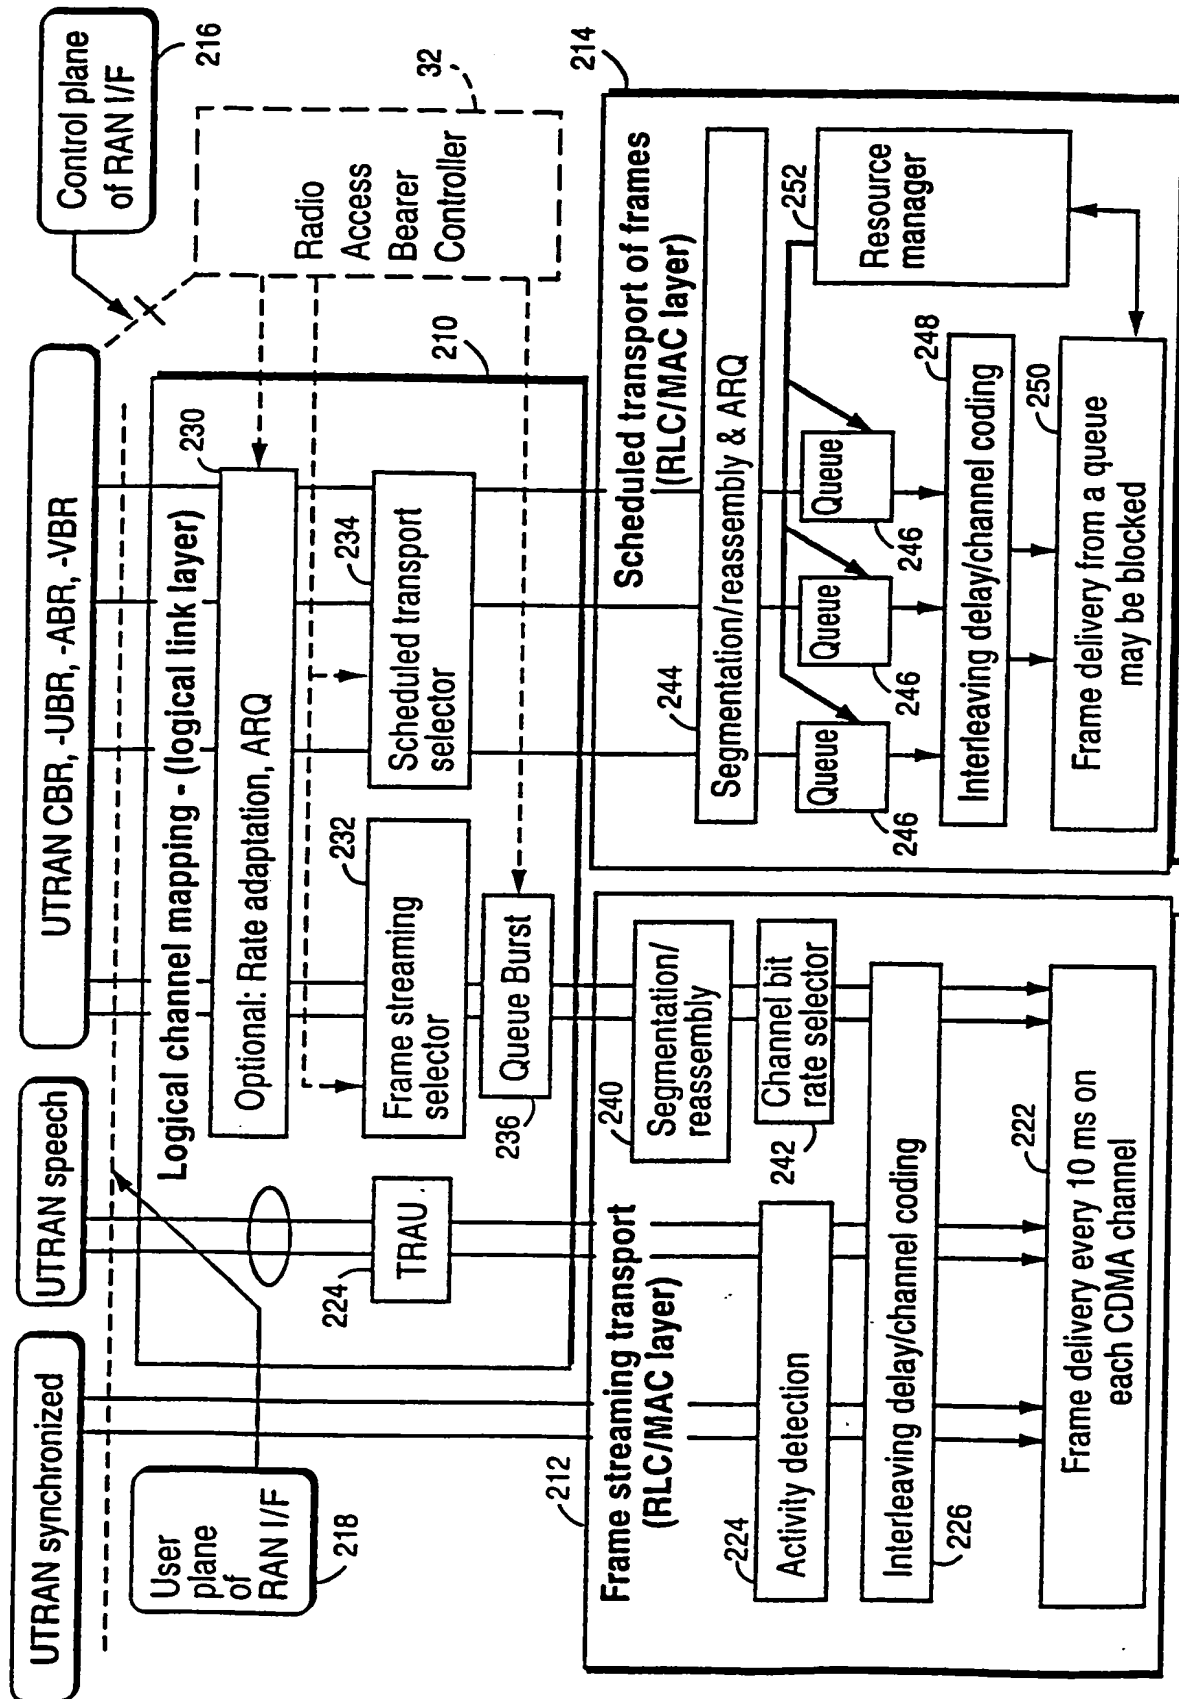 UTRAN synchronized
UTRAN speech
UTRAN CBR, -UBR, -ABR, -VBR
Control plane
of RAN I/F
216
User
plane
of
RAN I/F
218
Logical channel mapping - (logical link layer)
210
Optional: Rate adaptation, ARQ
230
Radio
Access
Bearer
Controller
32
TRAU
224
Frame streaming
selector
232
Scheduled transport
selector
234
Queue Burst
236
212
Frame streaming transport
(RLC/MAC layer)
Activity detection
224
Segmentation/
reassembly
240
Channel bit
rate selector
242
Interleaving delay/channel coding
226
Frame delivery every 10 ms on
each CDMA channel
222
214
Scheduled transport of frames
(RLC/MAC layer)
Segmentation/reassembly & ARQ
244
Queue
246
Queue
246
Queue
246
Resource
manager
252
Interleaving delay/channel coding
248
Frame delivery from a queue
may be blocked
250